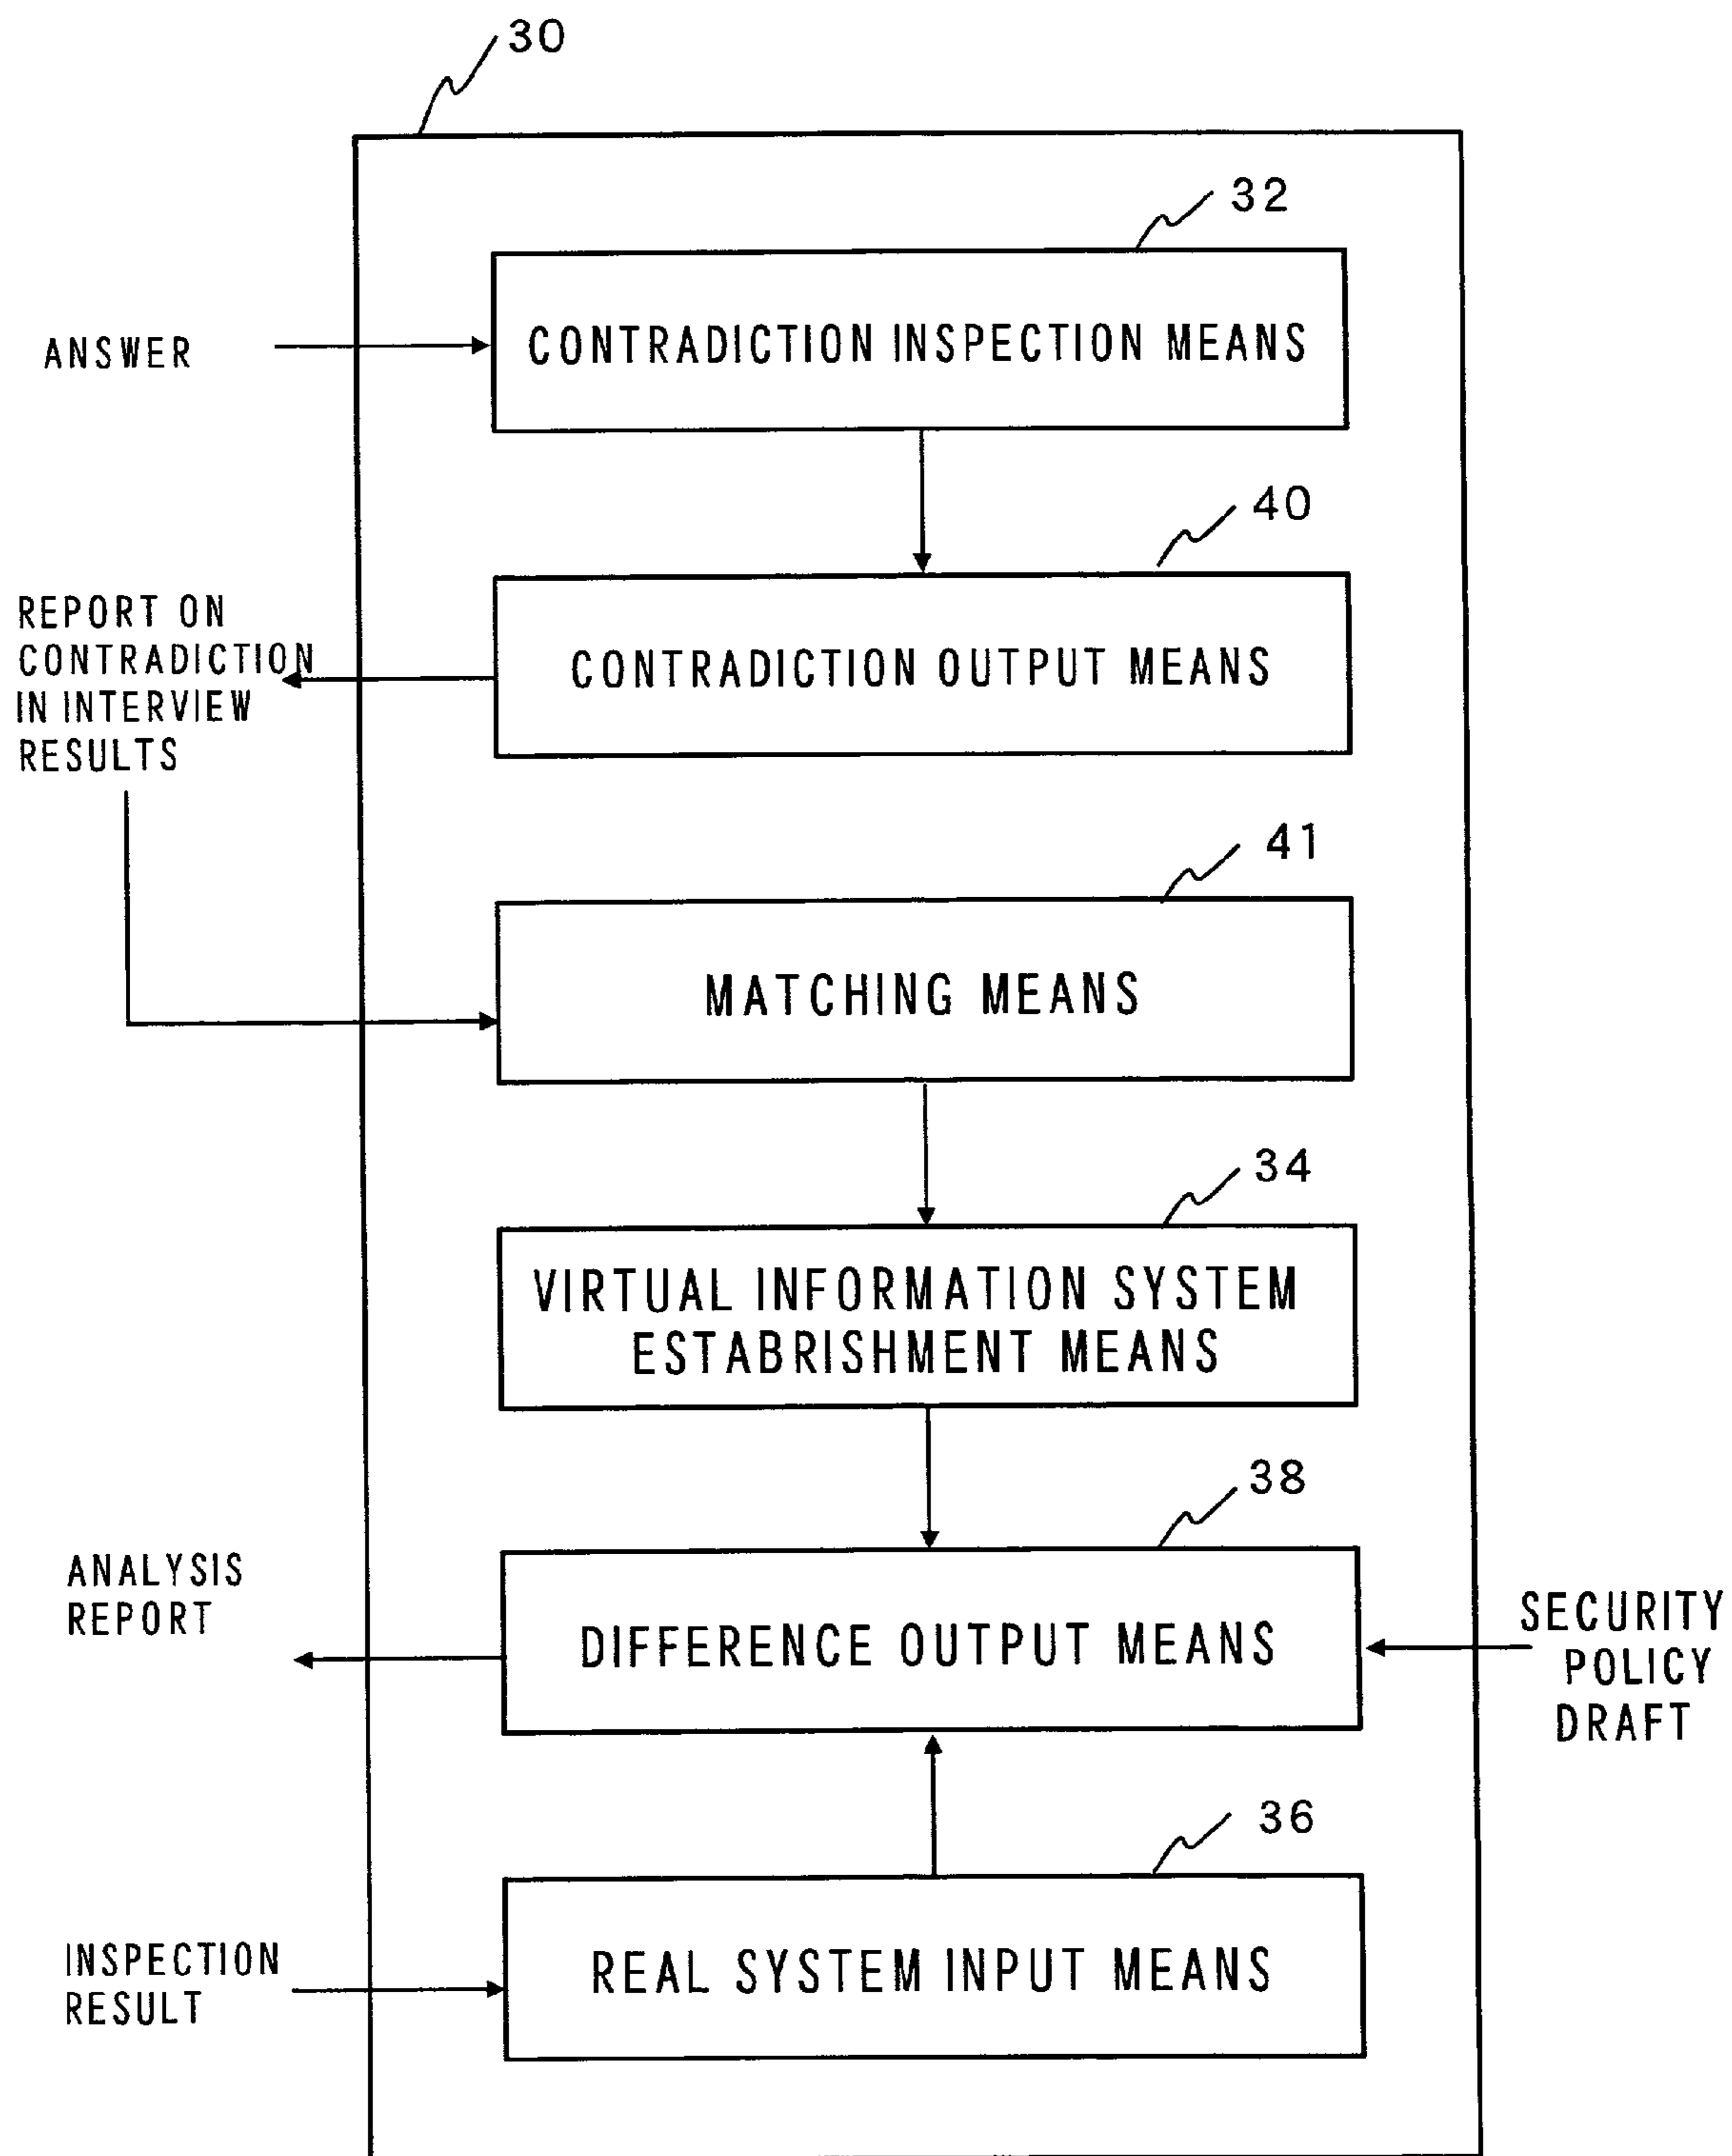 30
32
ANSWER
CONTRADICTION INSPECTION MEANS
40
REPORT ON
CONTRADICTION
IN INTERVIEW
RESULTS
CONTRADICTION OUTPUT MEANS
41
MATCHING MEANS
34
VIRTUAL INFORMATION SYSTEM
ESTABRISHMENT MEANS
38
ANALYSIS
REPORT
DIFFERENCE OUTPUT MEANS
SECURITY
POLICY
DRAFT
36
INSPECTION
RESULT
REAL SYSTEM INPUT MEANS